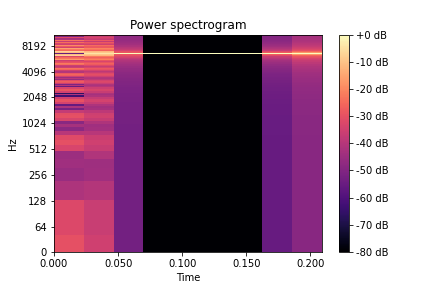 Power spectrogram
8192
4096
2048
1024
512
256
128
64
0
Hz
0.000 0.050 0.100 0.150 0.200
Time
+0 dB
-10 dB
-20 dB
-30 dB
-40 dB
-50 dB
-60 dB
-70 dB
-80 dB